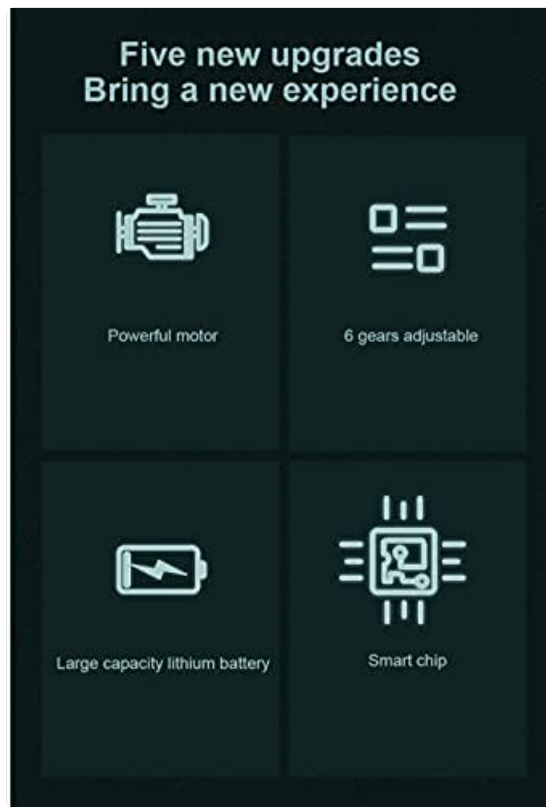 Five new upgrades
Bring a new experience
Powerful motor
6 gears adjustable
Large capacity lithium battery
Smart chip